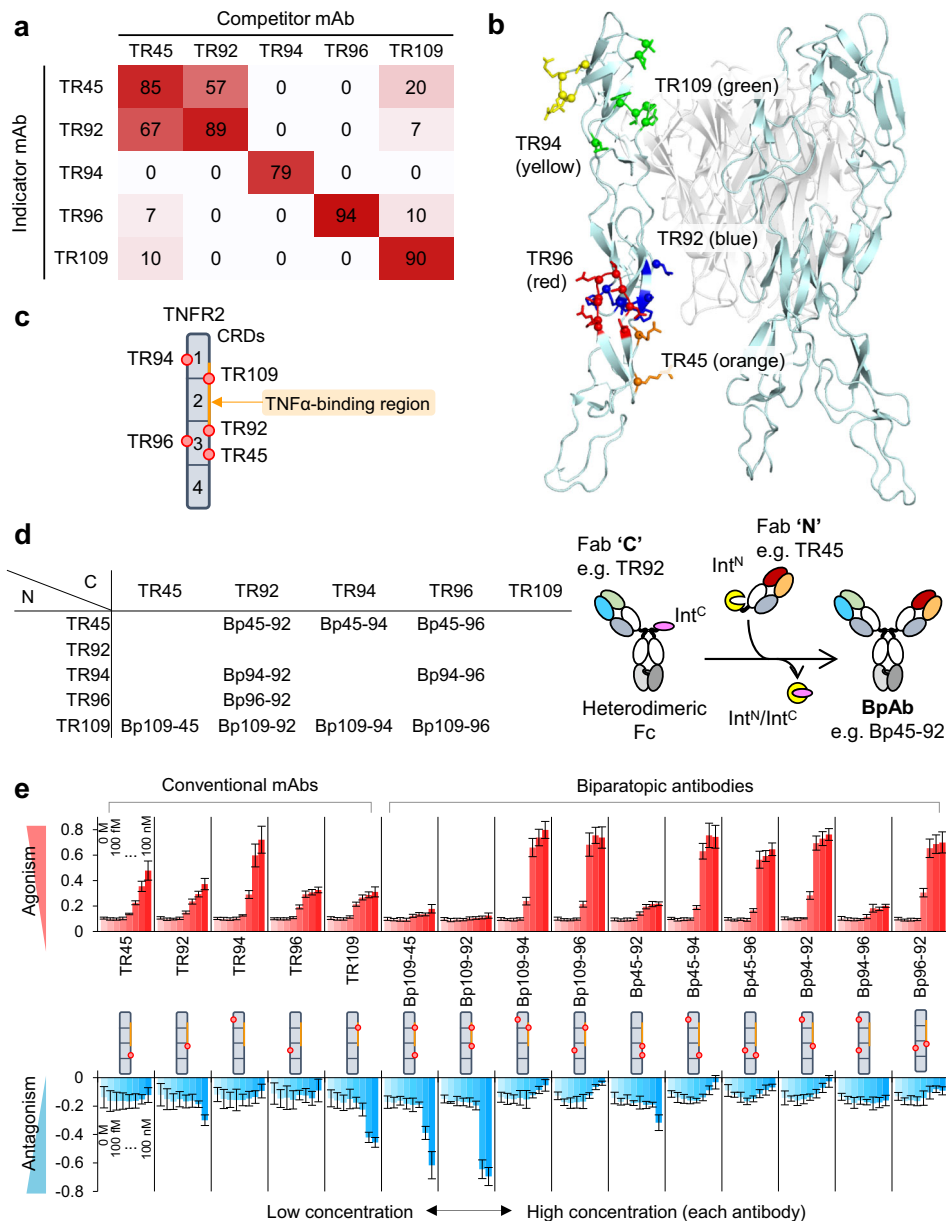 a
Competitor mAb
TR45 TR92 TR94 TR96 TR109
Indicator mAb
TR45 85 57 0 0 20
TR92 67 89 0 0 7
TR94 0 0 79 0 0
TR96 7 0 0 94 10
TR109 10 0 0 0 90
b
TR109 (green)
TR94
(yellow)
TR92 (blue)
TR96
(red)
TR45 (orange)
c
TNFR2
CRDs
TR94 1
TR109
2 TNFα-binding region
TR92
TR96 3
TR45
4
d
C
N
TR45 TR92 TR94 TR96 TR109
TR45 Bp45-92 Bp45-94 Bp45-96
TR92
TR94 Bp94-92 Bp94-96
TR96 Bp96-92
TR109 Bp109-45 Bp109-92 Bp109-94 Bp109-96
Fab 'C'
e.g. TR92
Fab 'N'
e.g. TR45
IntN
IntC
Heterodimeric
Fc
IntN/IntC
BpAb
e.g. Bp45-92
e
Conventional mAbs Biparatopic antibodies
Agonism
0.8
0.6
0.4
0.2
0
0 M
100 fM
...
100 nM
TR45 TR92 TR94 TR96 TR109 Bp109-45 Bp109-92 Bp109-94 Bp109-96 Bp45-92 Bp45-94 Bp45-96 Bp94-92 Bp94-96 Bp96-92
Antagonism
0
-0.2
-0.4
-0.6
-0.8
0 M
100 fM
...
100 nM
Low concentration High concentration (each antibody)